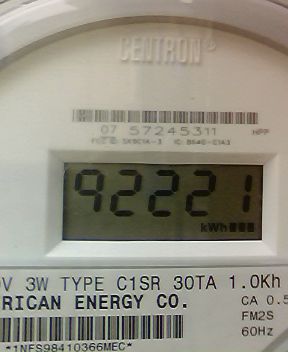 CENTRON®
07 57245311 HPP
92221
kWh
V 3W TYPE C1SR 30TA 1.0Kh
RICAN ENERGY CO. CA 0.5
FM2S
60Hz
*1NFS98410366MEC*